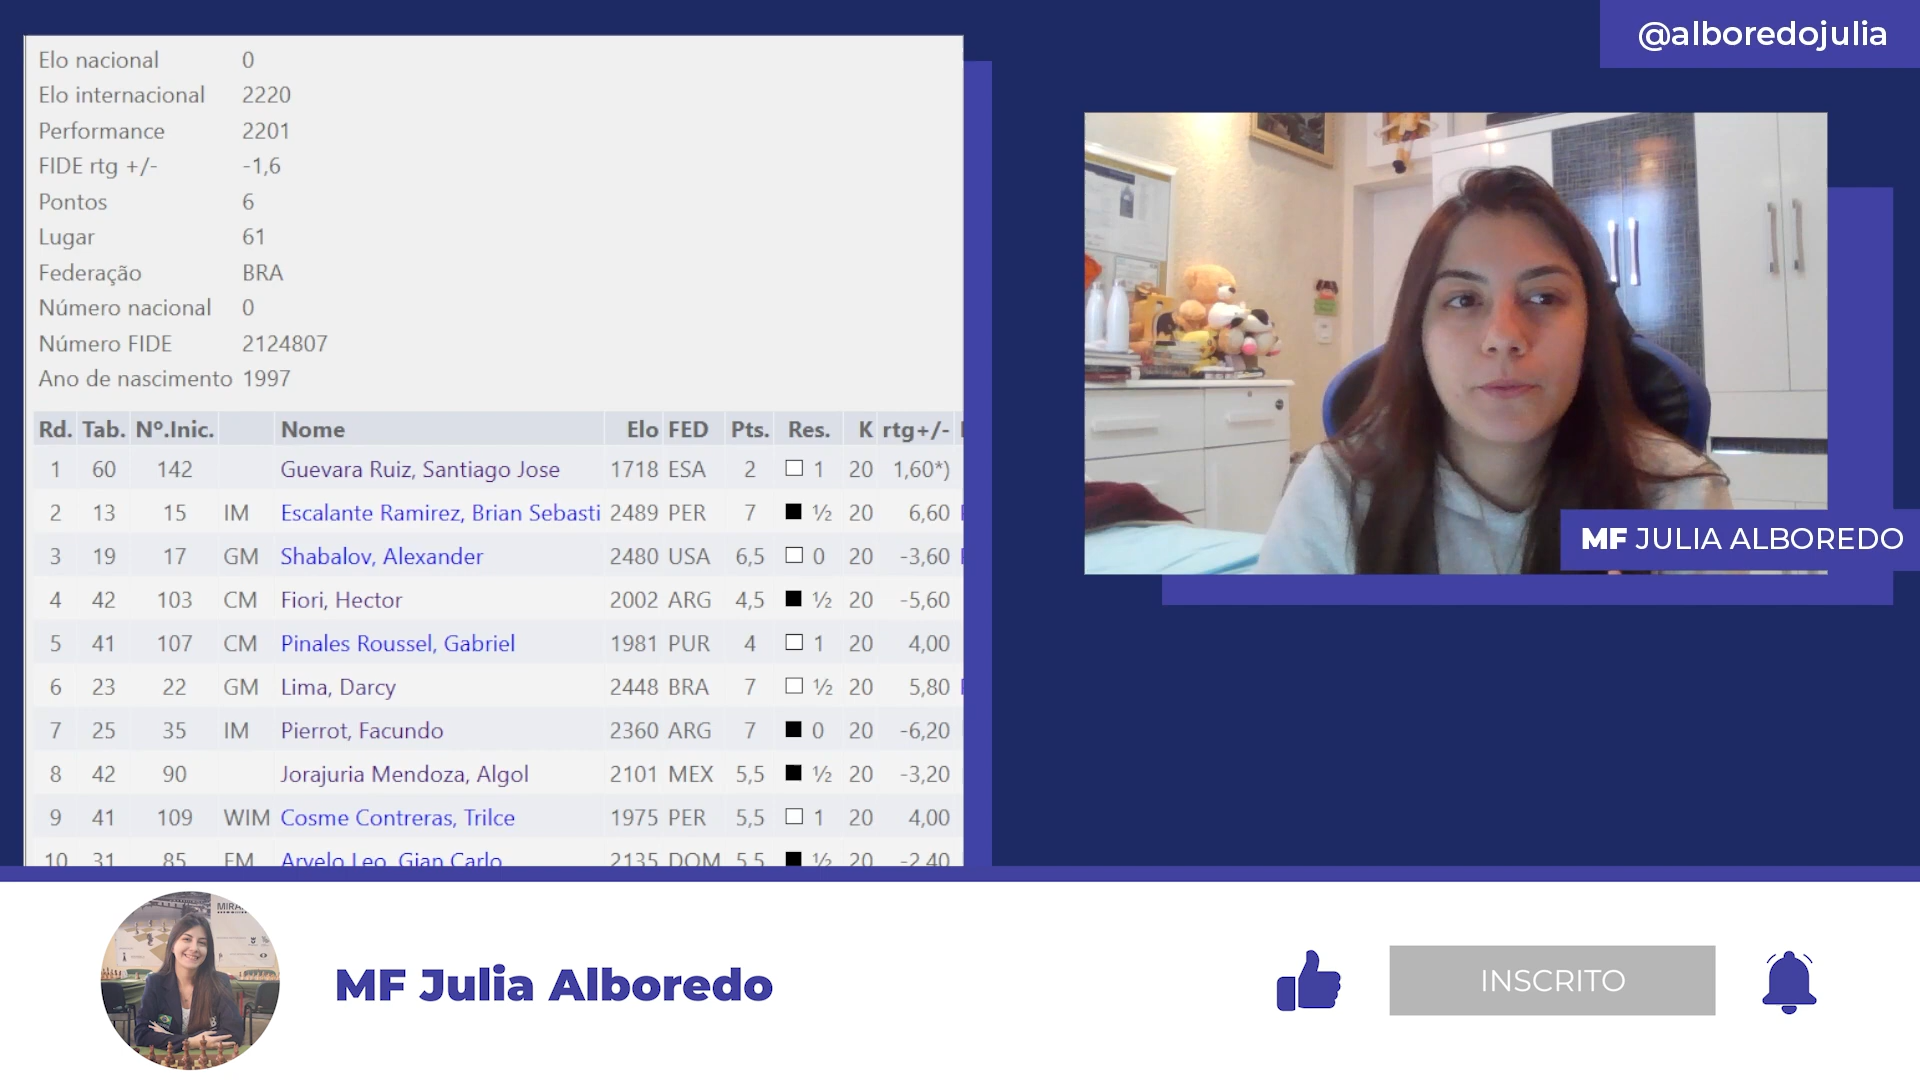 @alboredojulia
Elo nacional 0
Elo internacional 2220
Performance 2201
FIDE rtg +/- -1,6
Pontos 6
Lugar 61
Federação BRA
Número nacional 0
Número FIDE 2124807
Ano de nascimento 1997
Rd. Tab. Nº.Inic. Nome Elo FED Pts. Res. K rtg+/-
1 60 142 Guevara Ruiz, Santiago Jose 1718 ESA 2 1 20 1,60*)
2 13 15 IM Escalante Ramirez, Brian Sebasti 2489 PER 7 ½ 20 6,60
3 19 17 GM Shabalov, Alexander 2480 USA 6,5 0 20 -3,60
4 42 103 CM Fiori, Hector 2002 ARG 4,5 ½ 20 -5,60
5 41 107 CM Pinales Roussel, Gabriel 1981 PUR 4 1 20 4,00
6 23 22 GM Lima, Darcy 2448 BRA 7 ½ 20 5,80
7 25 35 IM Pierrot, Facundo 2360 ARG 7 0 20 -6,20
8 42 90 Jorajuria Mendoza, Algol 2101 MEX 5,5 ½ 20 -3,20
9 41 109 WIM Cosme Contreras, Trilce 1975 PER 5,5 1 20 4,00
10 31 85 FM Arvelo Leo, Gian Carlo 2135 DOM 5,5 ½ 20 -2,40
MF JULIA ALBOREDO
MF Julia Alboredo
INSCRITO